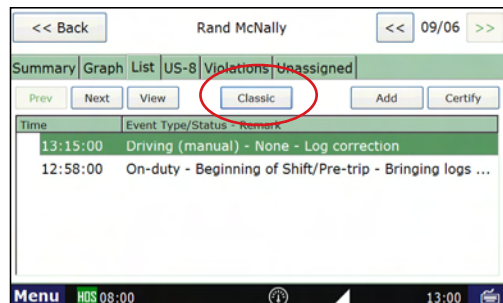 << Back Rand McNally << 09/06 >>
Summary Graph List US-8 Violations Unassigned
Prev Next View Classic Add Certify
Time Event Type/Status - Remark
13:15:00 Driving (manual) - None - Log correction
12:58:00 On-duty - Beginning of Shift/Pre-trip - Bringing logs ...
Menu HOS 08:00 13:00